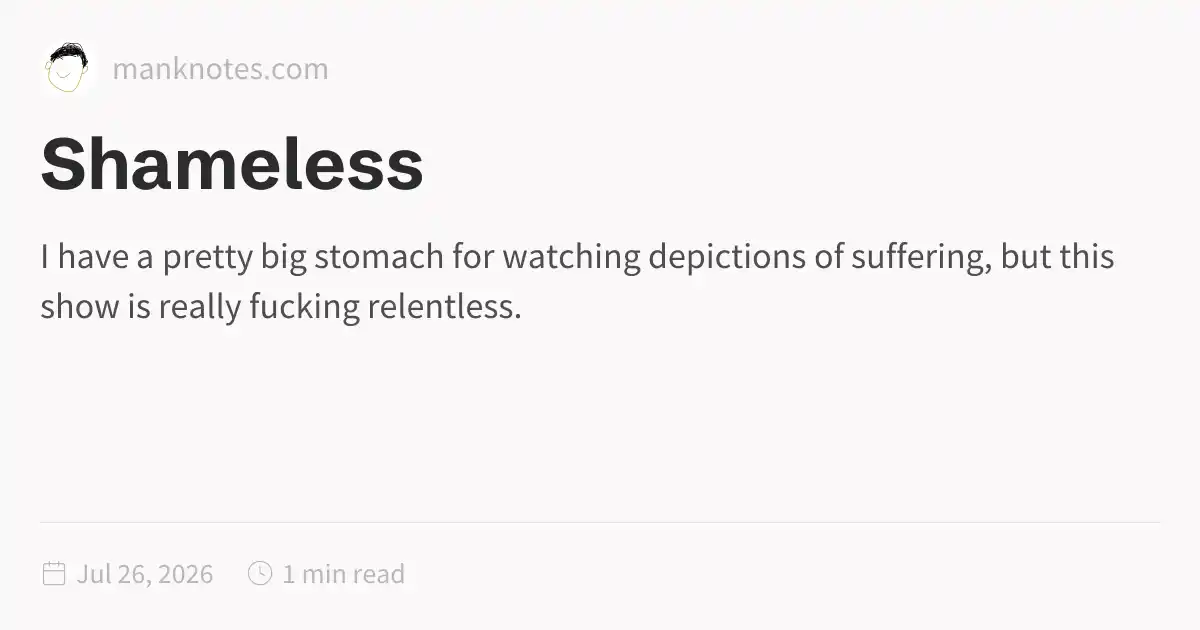 manknotes.com
Shameless
I have a pretty big stomach for watching depictions of suffering, but this
show is really fucking relentless.
Jul 26, 2026
1 min read